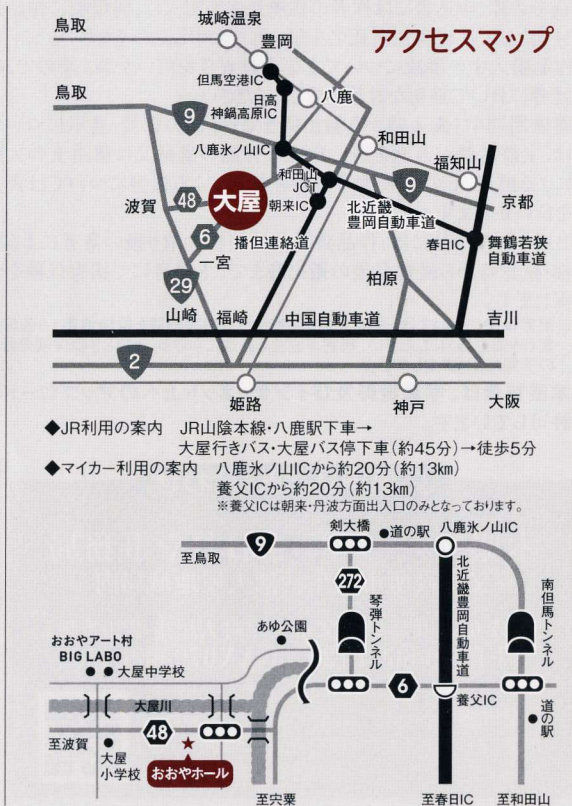 アクセスマップ
鳥取
城崎温泉
豊岡
但馬空港IC
日高
神鍋高原IC
八鹿
鳥取
9
八鹿氷ノ山IC
和田山
福知山
和田山
JCT
9
京都
波賀
48
大屋
朝来IC
北近畿
豊岡自動車道
6
一宮
播但連絡道
春日IC
舞鶴若狭
自動車道
柏原
29
山崎
福崎
中国自動車道
吉川
2
姫路
神戸
大阪
◆JR利用の案内 JR山陰本線・八鹿駅下車→
大屋行きバス・大屋バス停下車(約45分)→徒歩5分
◆マイカー利用の案内 八鹿氷ノ山ICから約20分(約13km)
養父ICから約20分(約13km)
※養父ICは朝来・丹波方面出入口のみとなっております。
剣大橋
道の駅
八鹿氷ノ山IC
9
至鳥取
272
北近畿豊岡自動車道
南但馬トンネル
琴弾トンネル
あゆ公園
おおやアート村
BIG LABO
大屋中学校
6
養父IC
大屋川
道の駅
48
至波賀
大屋
小学校
おおやホール
至宍粟
至春日IC
至和田山